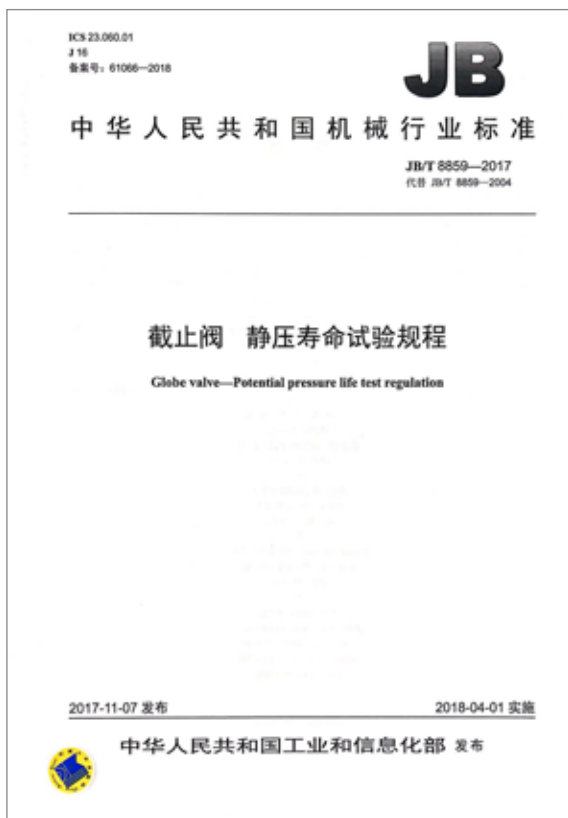 ICS 23.060.01
J 16
备案号：61066—2018
JB
中华人民共和国机械行业标准
JB/T 8859—2017
代替 JB/T 8859—2004
截止阀　静压寿命试验规程
Globe valve—Potential pressure life test regulation
2017-11-07 发布
2018-04-01 实施
中华人民共和国工业和信息化部 发布